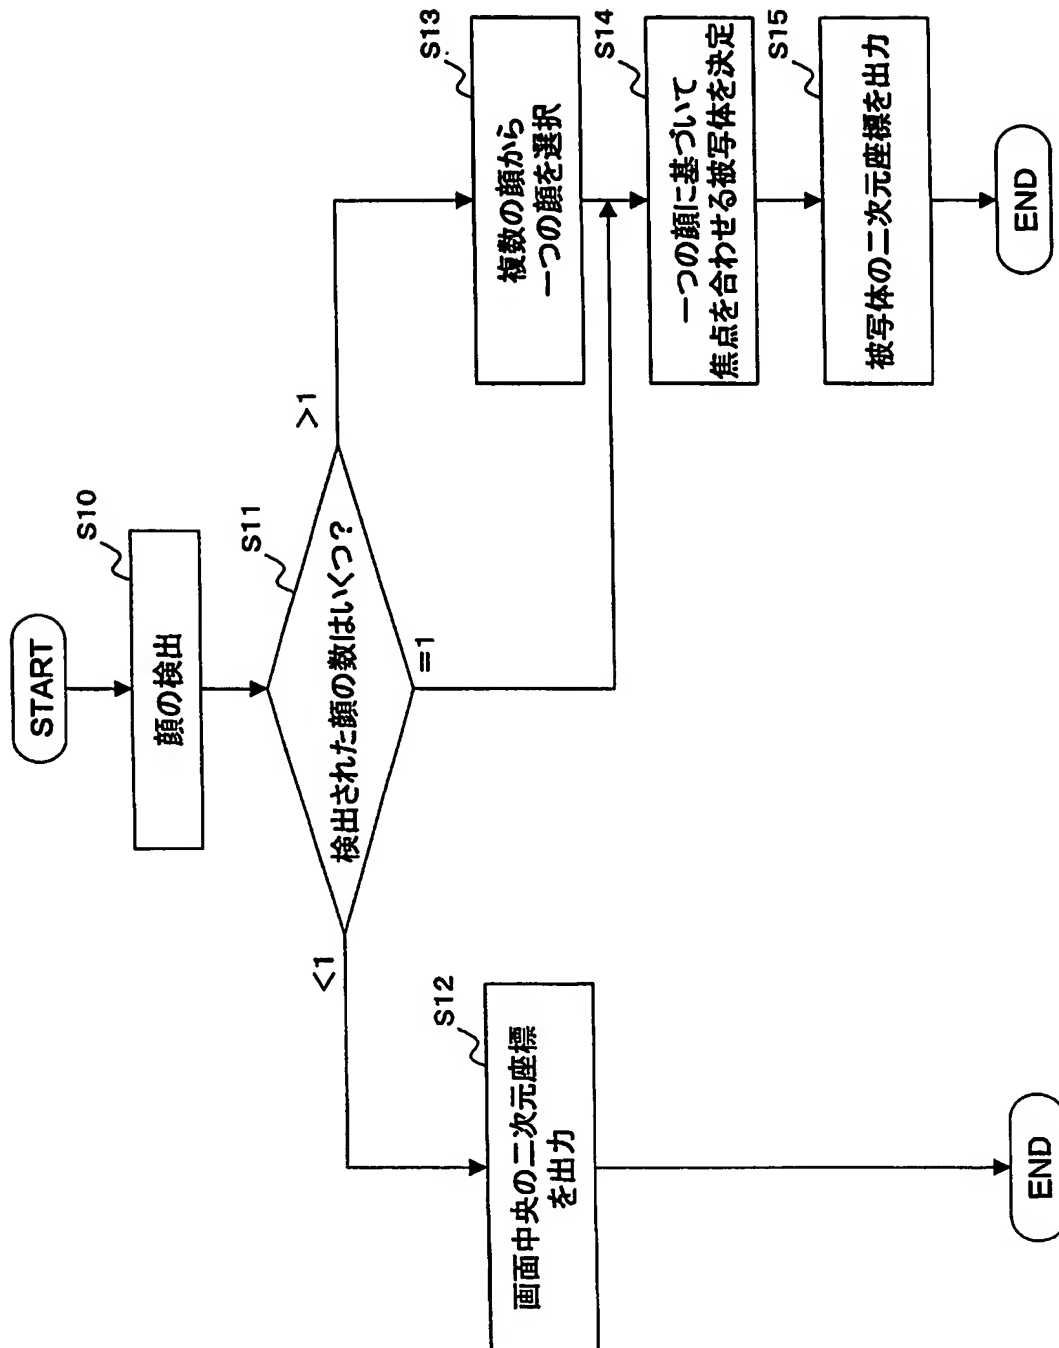 START
S10
顔の検出
S11
検出された顔の数はいくつ?
<1
=1
>1
S12
画面中央の二次元座標
を出力
END
S13
複数の顔から
一つの顔を選択
S14
一つの顔に基づいて
焦点を合わせる被写体を決定
S15
被写体の二次元座標を出力
END